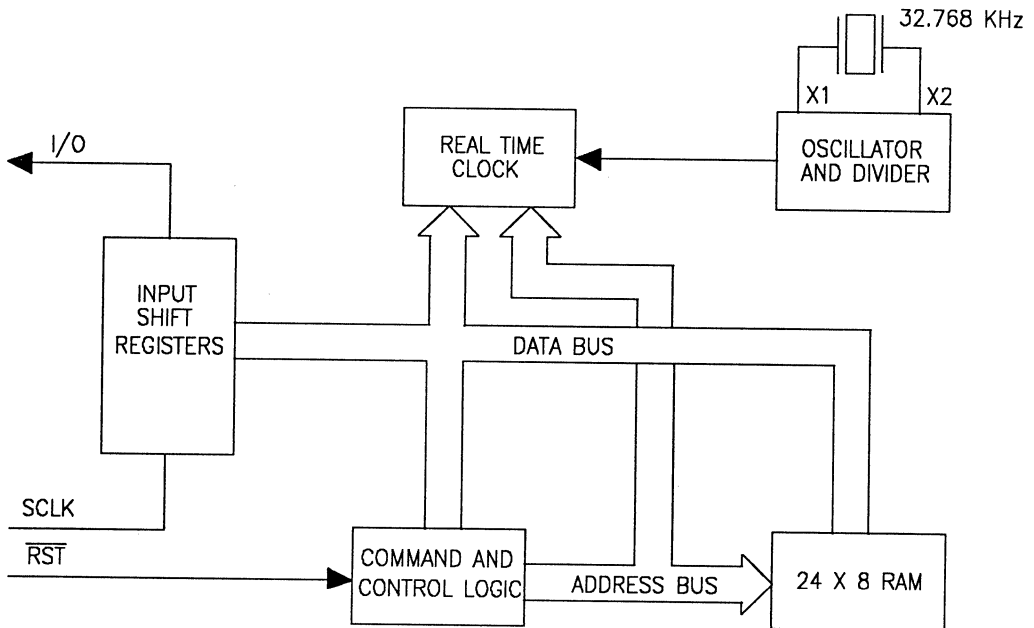 32.768 KHz
X1
X2
I/O
REAL TIME
CLOCK
OSCILLATOR
AND DIVIDER
INPUT
SHIFT
REGISTERS
DATA BUS
SCLK
RST
COMMAND AND
CONTROL LOGIC
ADDRESS BUS
24 X 8 RAM